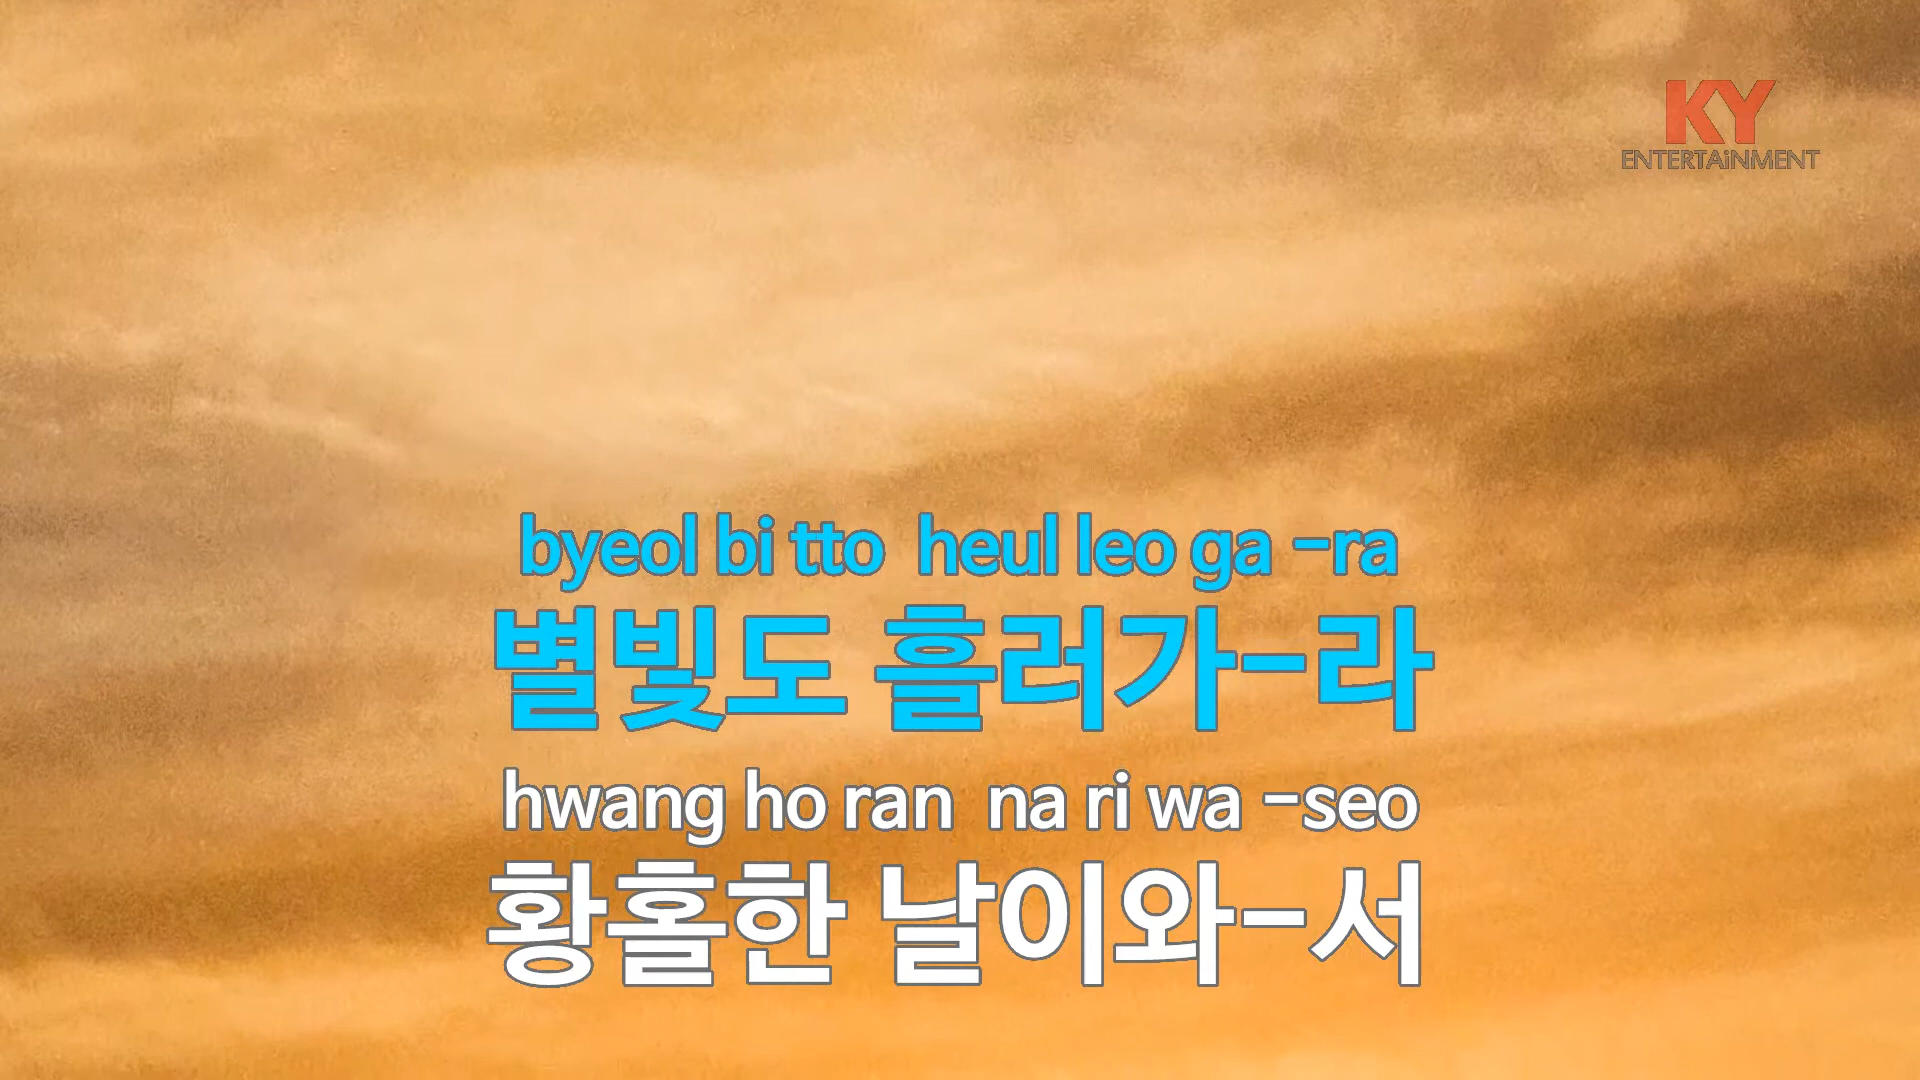 KY
ENTERTAiNMENT
byeol bi tto heul leo ga -ra
별빛도 흘러가-라
hwang ho ran na ri wa -seo
황홀한 날이와-서